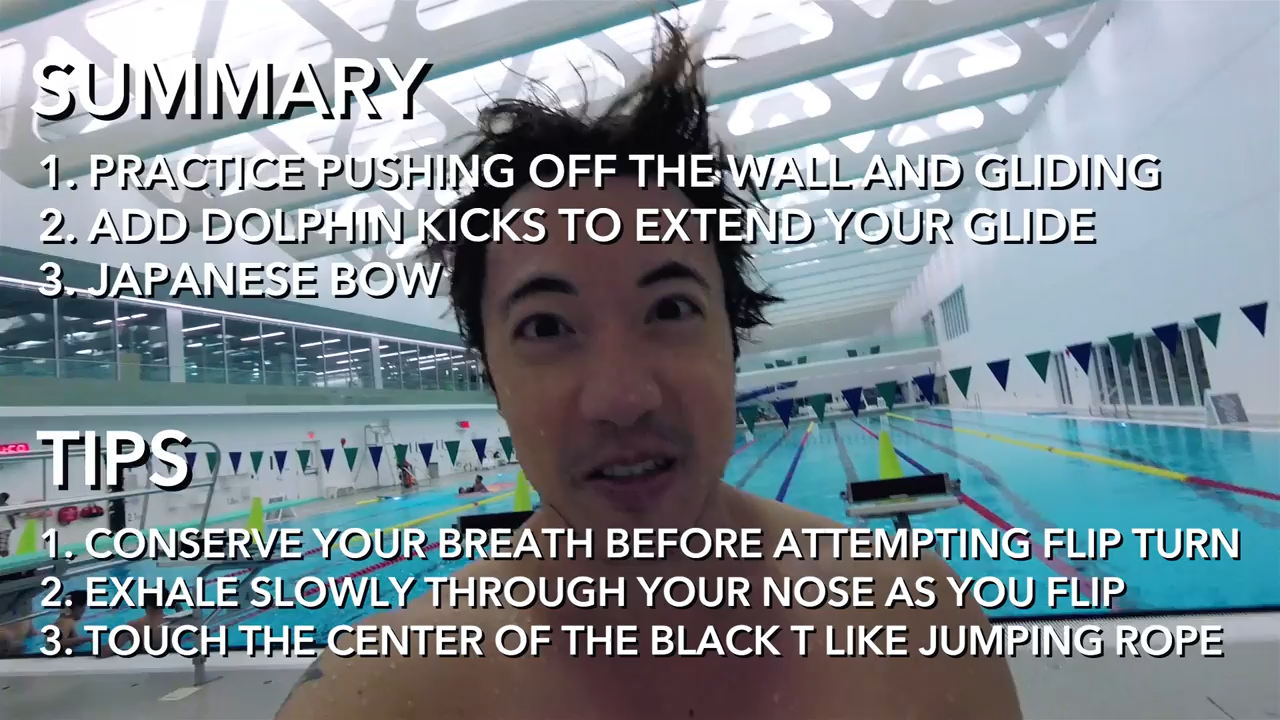 SUMMARY
1. PRACTICE PUSHING OFF THE WALL AND GLIDING
2. ADD DOLPHIN KICKS TO EXTEND YOUR GLIDE
3. JAPANESE BOW
TIPS
1. CONSERVE YOUR BREATH BEFORE ATTEMPTING FLIP TURN
2. EXHALE SLOWLY THROUGH YOUR NOSE AS YOU FLIP
3. TOUCH THE CENTER OF THE BLACK T LIKE JUMPING ROPE